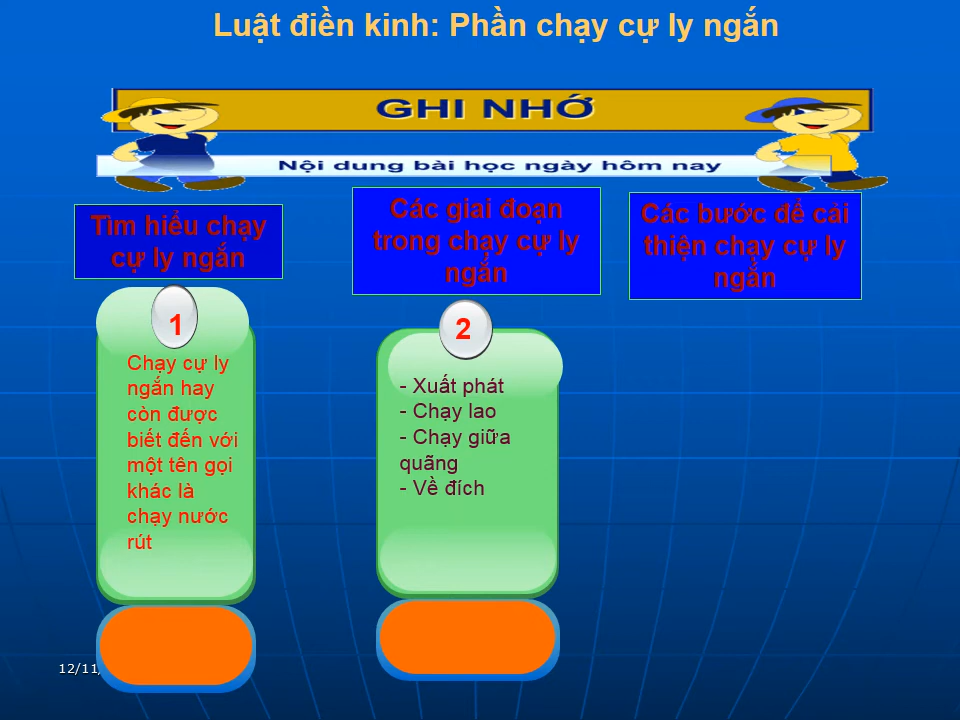 Luật điền kinh: Phần chạy cự ly ngắn
GHI NHỚ
Nội dung bài học ngày hôm nay
Tìm hiểu chạy
cự ly ngắn
Các giai đoạn
trong chạy cự ly
ngắn
Các bước để cải
thiện chạy cự ly
ngắn
1
Chạy cự ly
ngắn hay
còn được
biết đến với
một tên gọi
khác là
chạy nước
rút
2
- Xuất phát
- Chạy lao
- Chạy giữa
quãng
- Về đích
12/11/